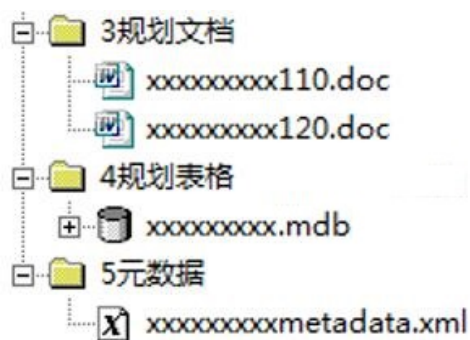 3规划文档
xxxxxxxxx110.doc
xxxxxxxxx120.doc
4规划表格
xxxxxxxxx.mdb
5元数据
xxxxxxxxxmetadata.xml